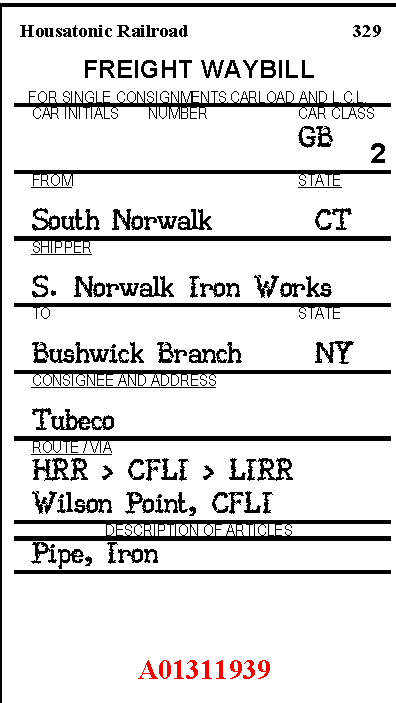 Housatonic Railroad 329
FREIGHT WAYBILL
FOR SINGLE CONSIGNMENTS, CARLOAD AND L.C.L.
CAR INITIALS NUMBER CAR CLASS
GB
2
FROM STATE
South Norwalk CT
SHIPPER
S. Norwalk Iron Works
TO STATE
Bushwick Branch NY
CONSIGNEE AND ADDRESS
Tubeco
ROUTE / VIA
HRR > CFLI > LIRR
Wilson Point, CFLI
DESCRIPTION OF ARTICLES
Pipe, Iron
A01311939